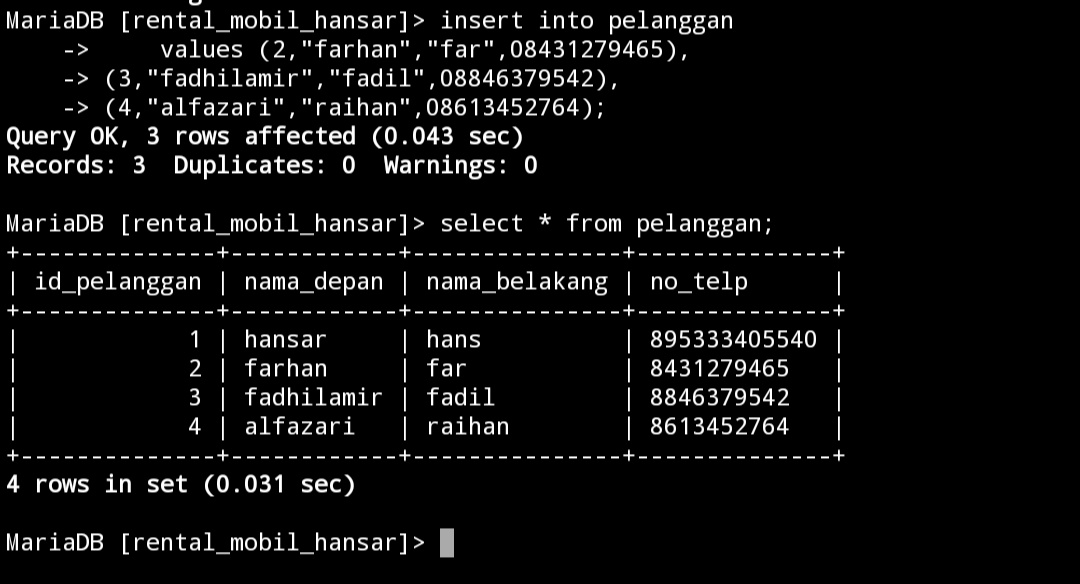 MariaDB [rental_mobil_hansar]> insert into pelanggan
    ->     values (2,"farhan","far",08431279465),
    -> (3,"fadhilamir","fadil",08846379542),
    -> (4,"alfazari","raihan",08613452764);
Query OK, 3 rows affected (0.043 sec)
Records: 3  Duplicates: 0  Warnings: 0
MariaDB [rental_mobil_hansar]> select * from pelanggan;
+--------------+------------+---------------+--------------+
| id_pelanggan | nama_depan | nama_belakang | no_telp      |
+--------------+------------+---------------+--------------+
|            1 | hansar     | hans          | 895333405540 |
|            2 | farhan     | far           | 8431279465   |
|            3 | fadhilamir | fadil         | 8846379542   |
|            4 | alfazari   | raihan        | 8613452764   |
+--------------+------------+---------------+--------------+
4 rows in set (0.031 sec)
MariaDB [rental_mobil_hansar]>